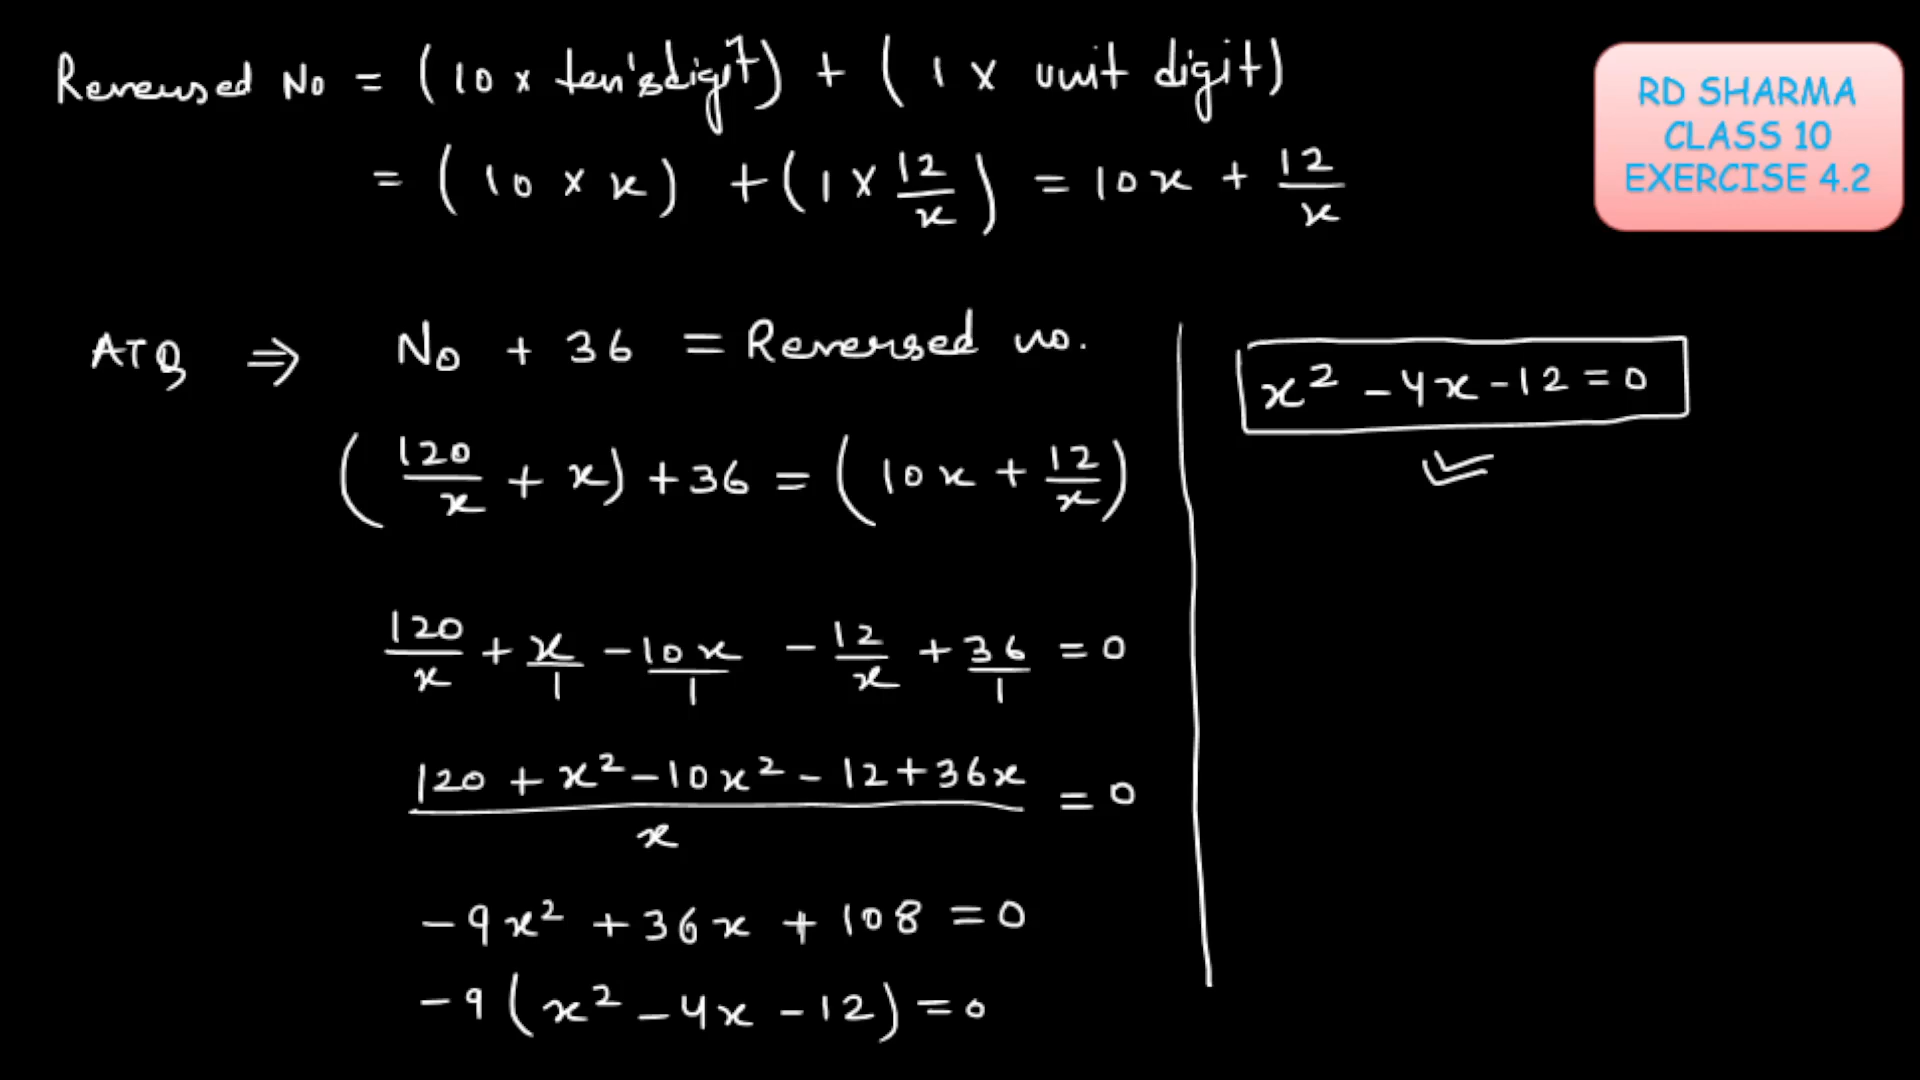 Reversed No = (10 × ten's digit) + (1 × unit digit)
= (10 × x) + (1 × 12/x) = 10x + 12/x
RD SHARMA
CLASS 10
EXERCISE 4.2
ATQ ⇒ No + 36 = Reversed no.
(120/x + x) + 36 = (10x + 12/x)
120/x + x/1 - 10x/1 - 12/x + 36/1 = 0
120 + x² - 10x² - 12 + 36x / x = 0
-9x² + 36x + 108 = 0
-9(x² - 4x - 12) = 0
x² - 4x - 12 = 0